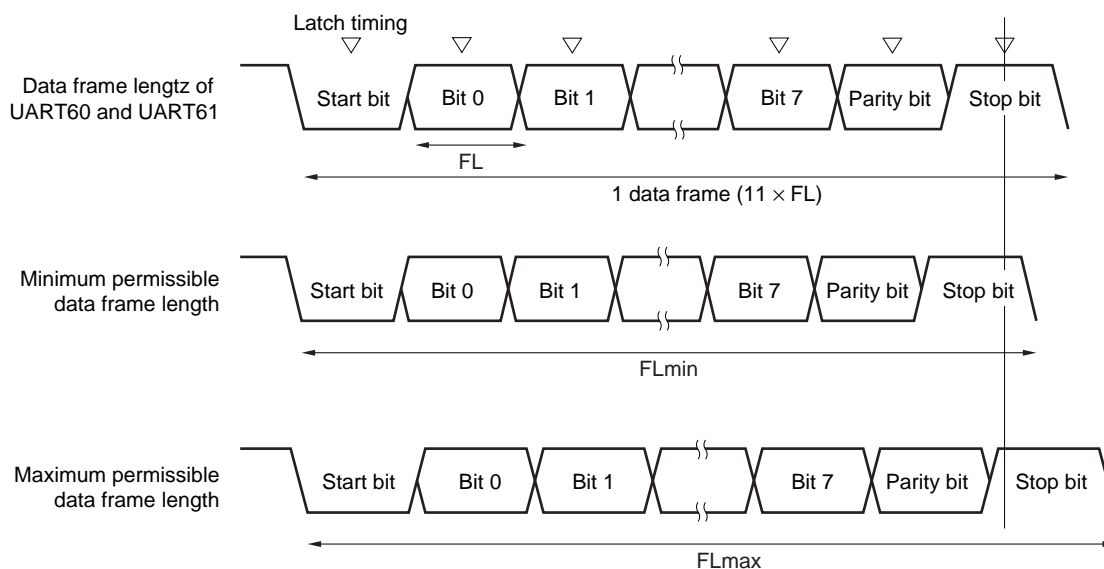 Latch timing
Data frame lengtz of
UART60 and UART61
Start bit
Bit 0
Bit 1
Bit 7
Parity bit
Stop bit
FL
1 data frame (11 × FL)
Minimum permissible
data frame length
Start bit
Bit 0
Bit 1
Bit 7
Parity bit
Stop bit
FLmin
Maximum permissible
data frame length
Start bit
Bit 0
Bit 1
Bit 7
Parity bit
Stop bit
FLmax